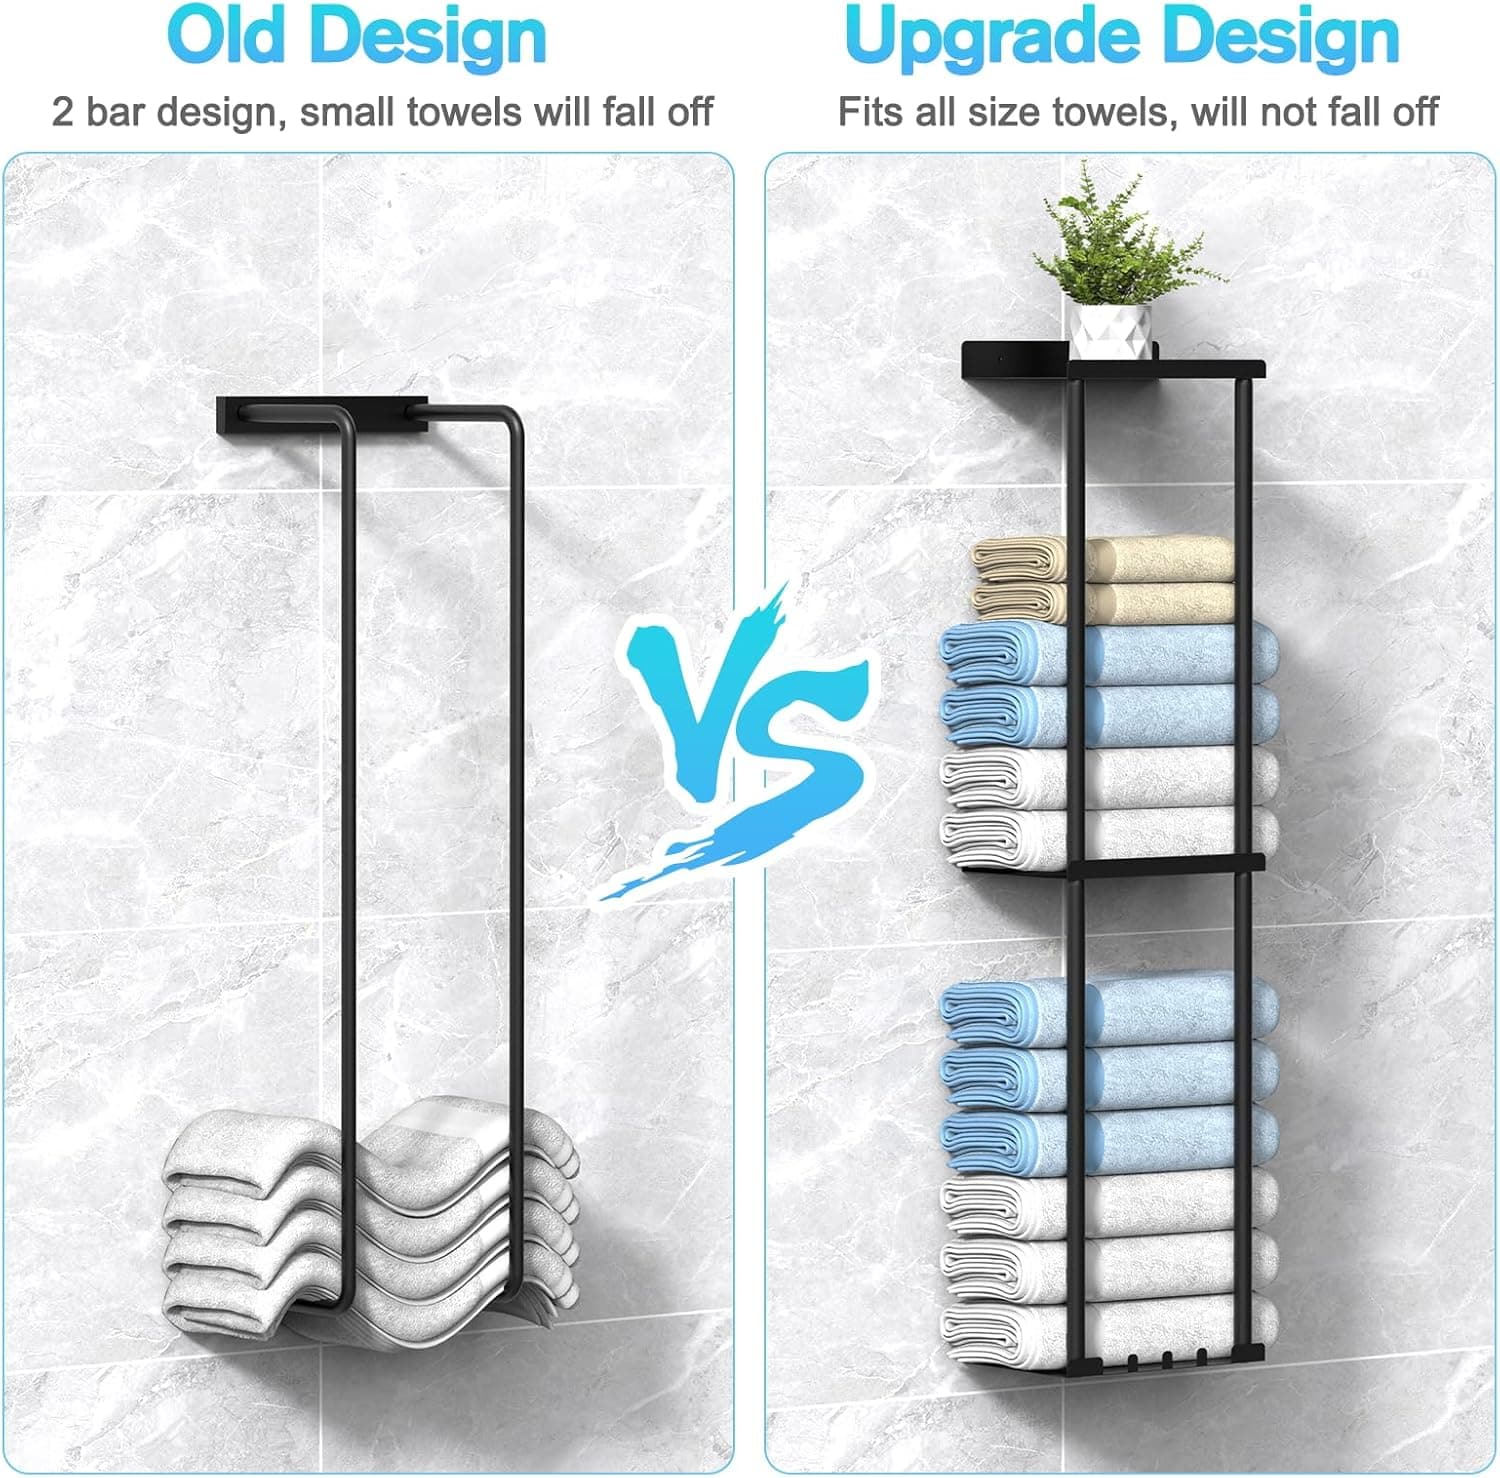 Old Design
2 bar design, small towels will fall off
Upgrade Design
Fits all size towels, will not fall off
VS